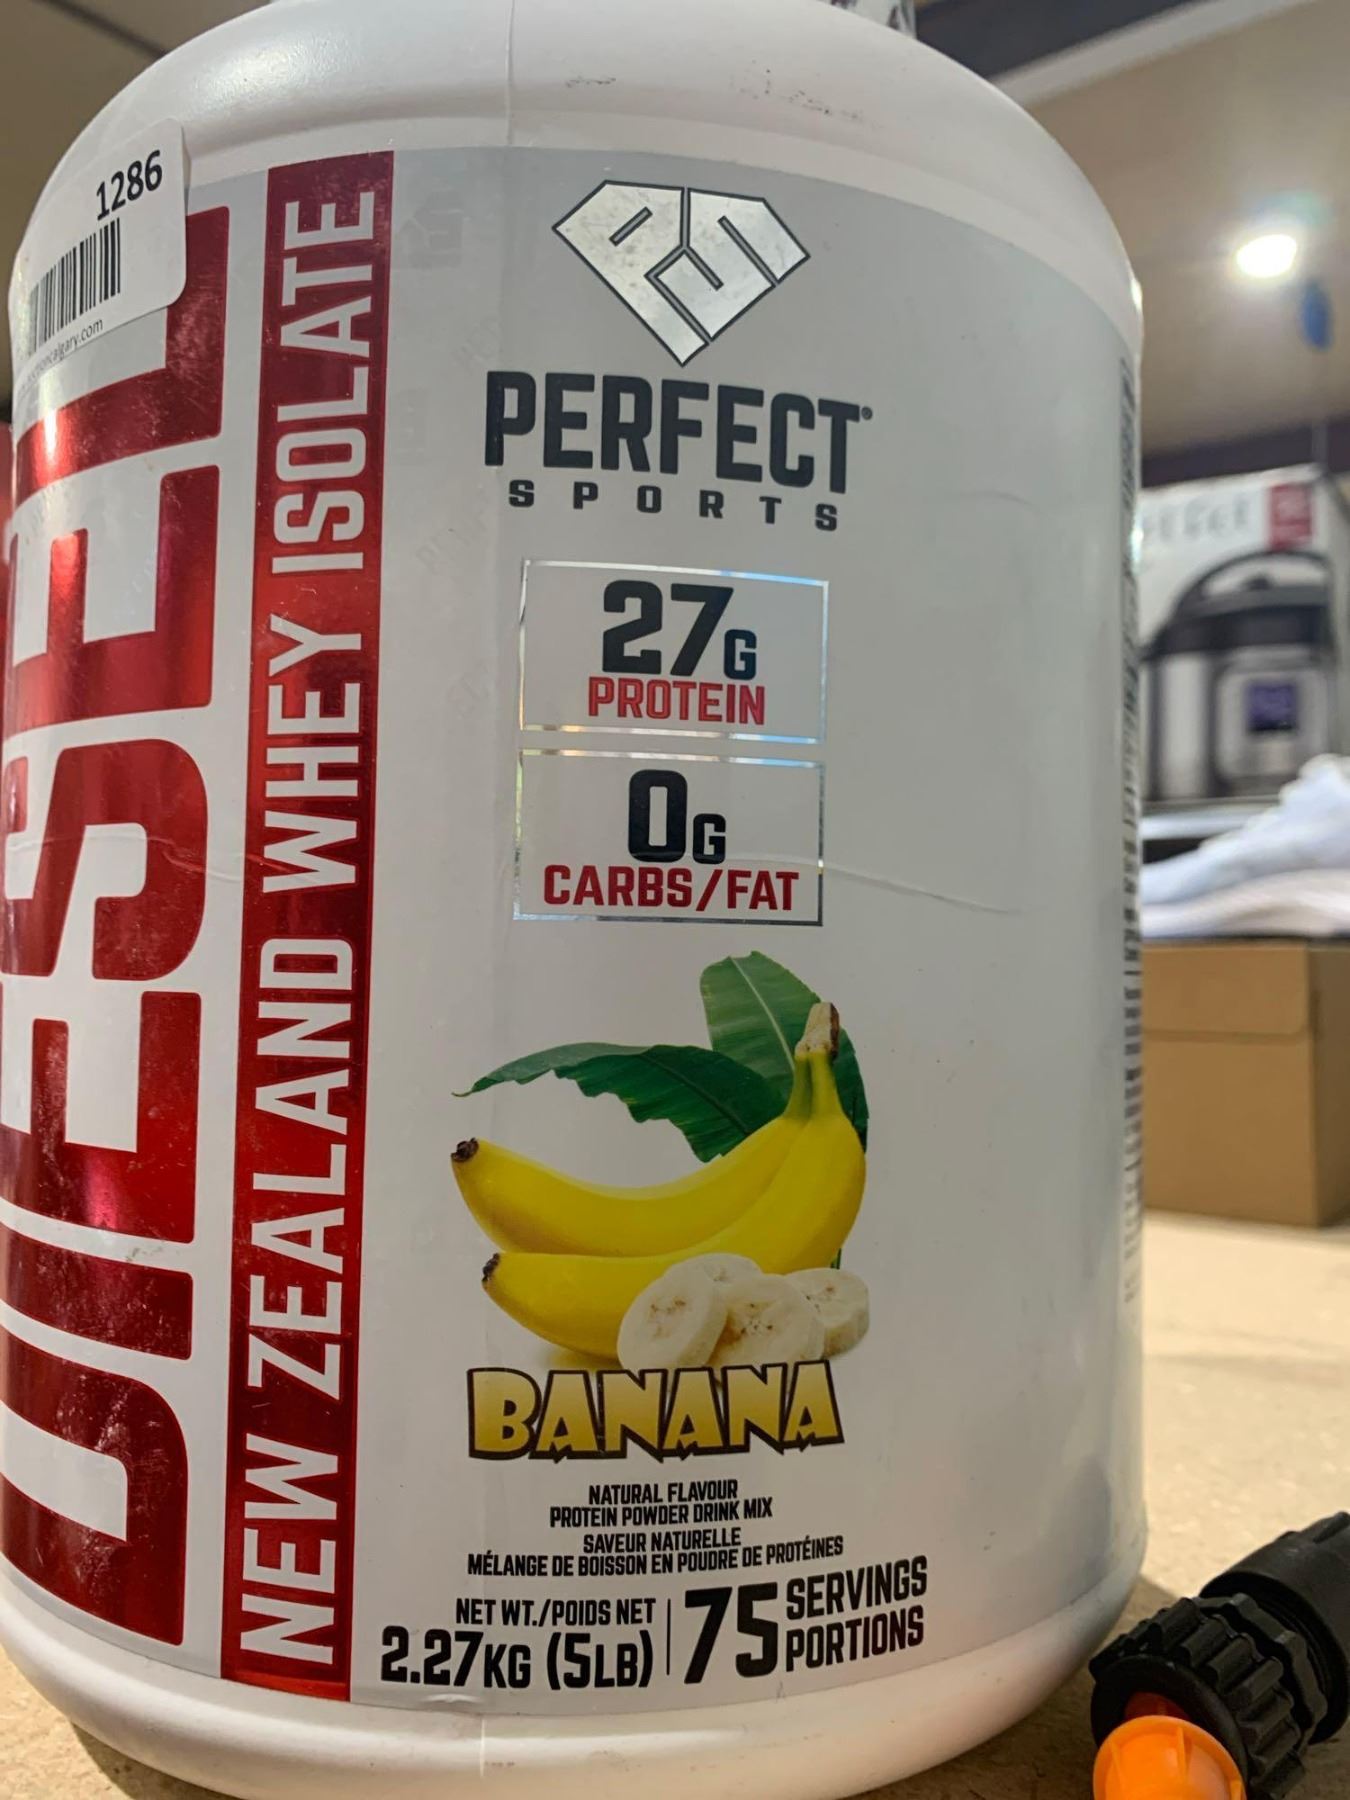 1286
DIESEL
NEW ZEALAND WHEY ISOLATE
PERFECT®
SPORTS
27G
PROTEIN
0G
CARBS/FAT
BANANA
NATURAL FLAVOUR
PROTEIN POWDER DRINK MIX
SAVEUR NATURELLE
MÉLANGE DE BOISSON EN POUDRE DE PROTÉINES
NET WT./POIDS NET
2.27KG (5LB)
75 SERVINGS
PORTIONS